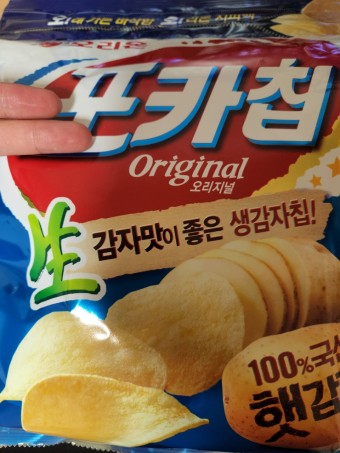 오리온
포카칩
Original
오리지널
生
감자맛이 좋은 생감자칩!
100% 국산
햇감